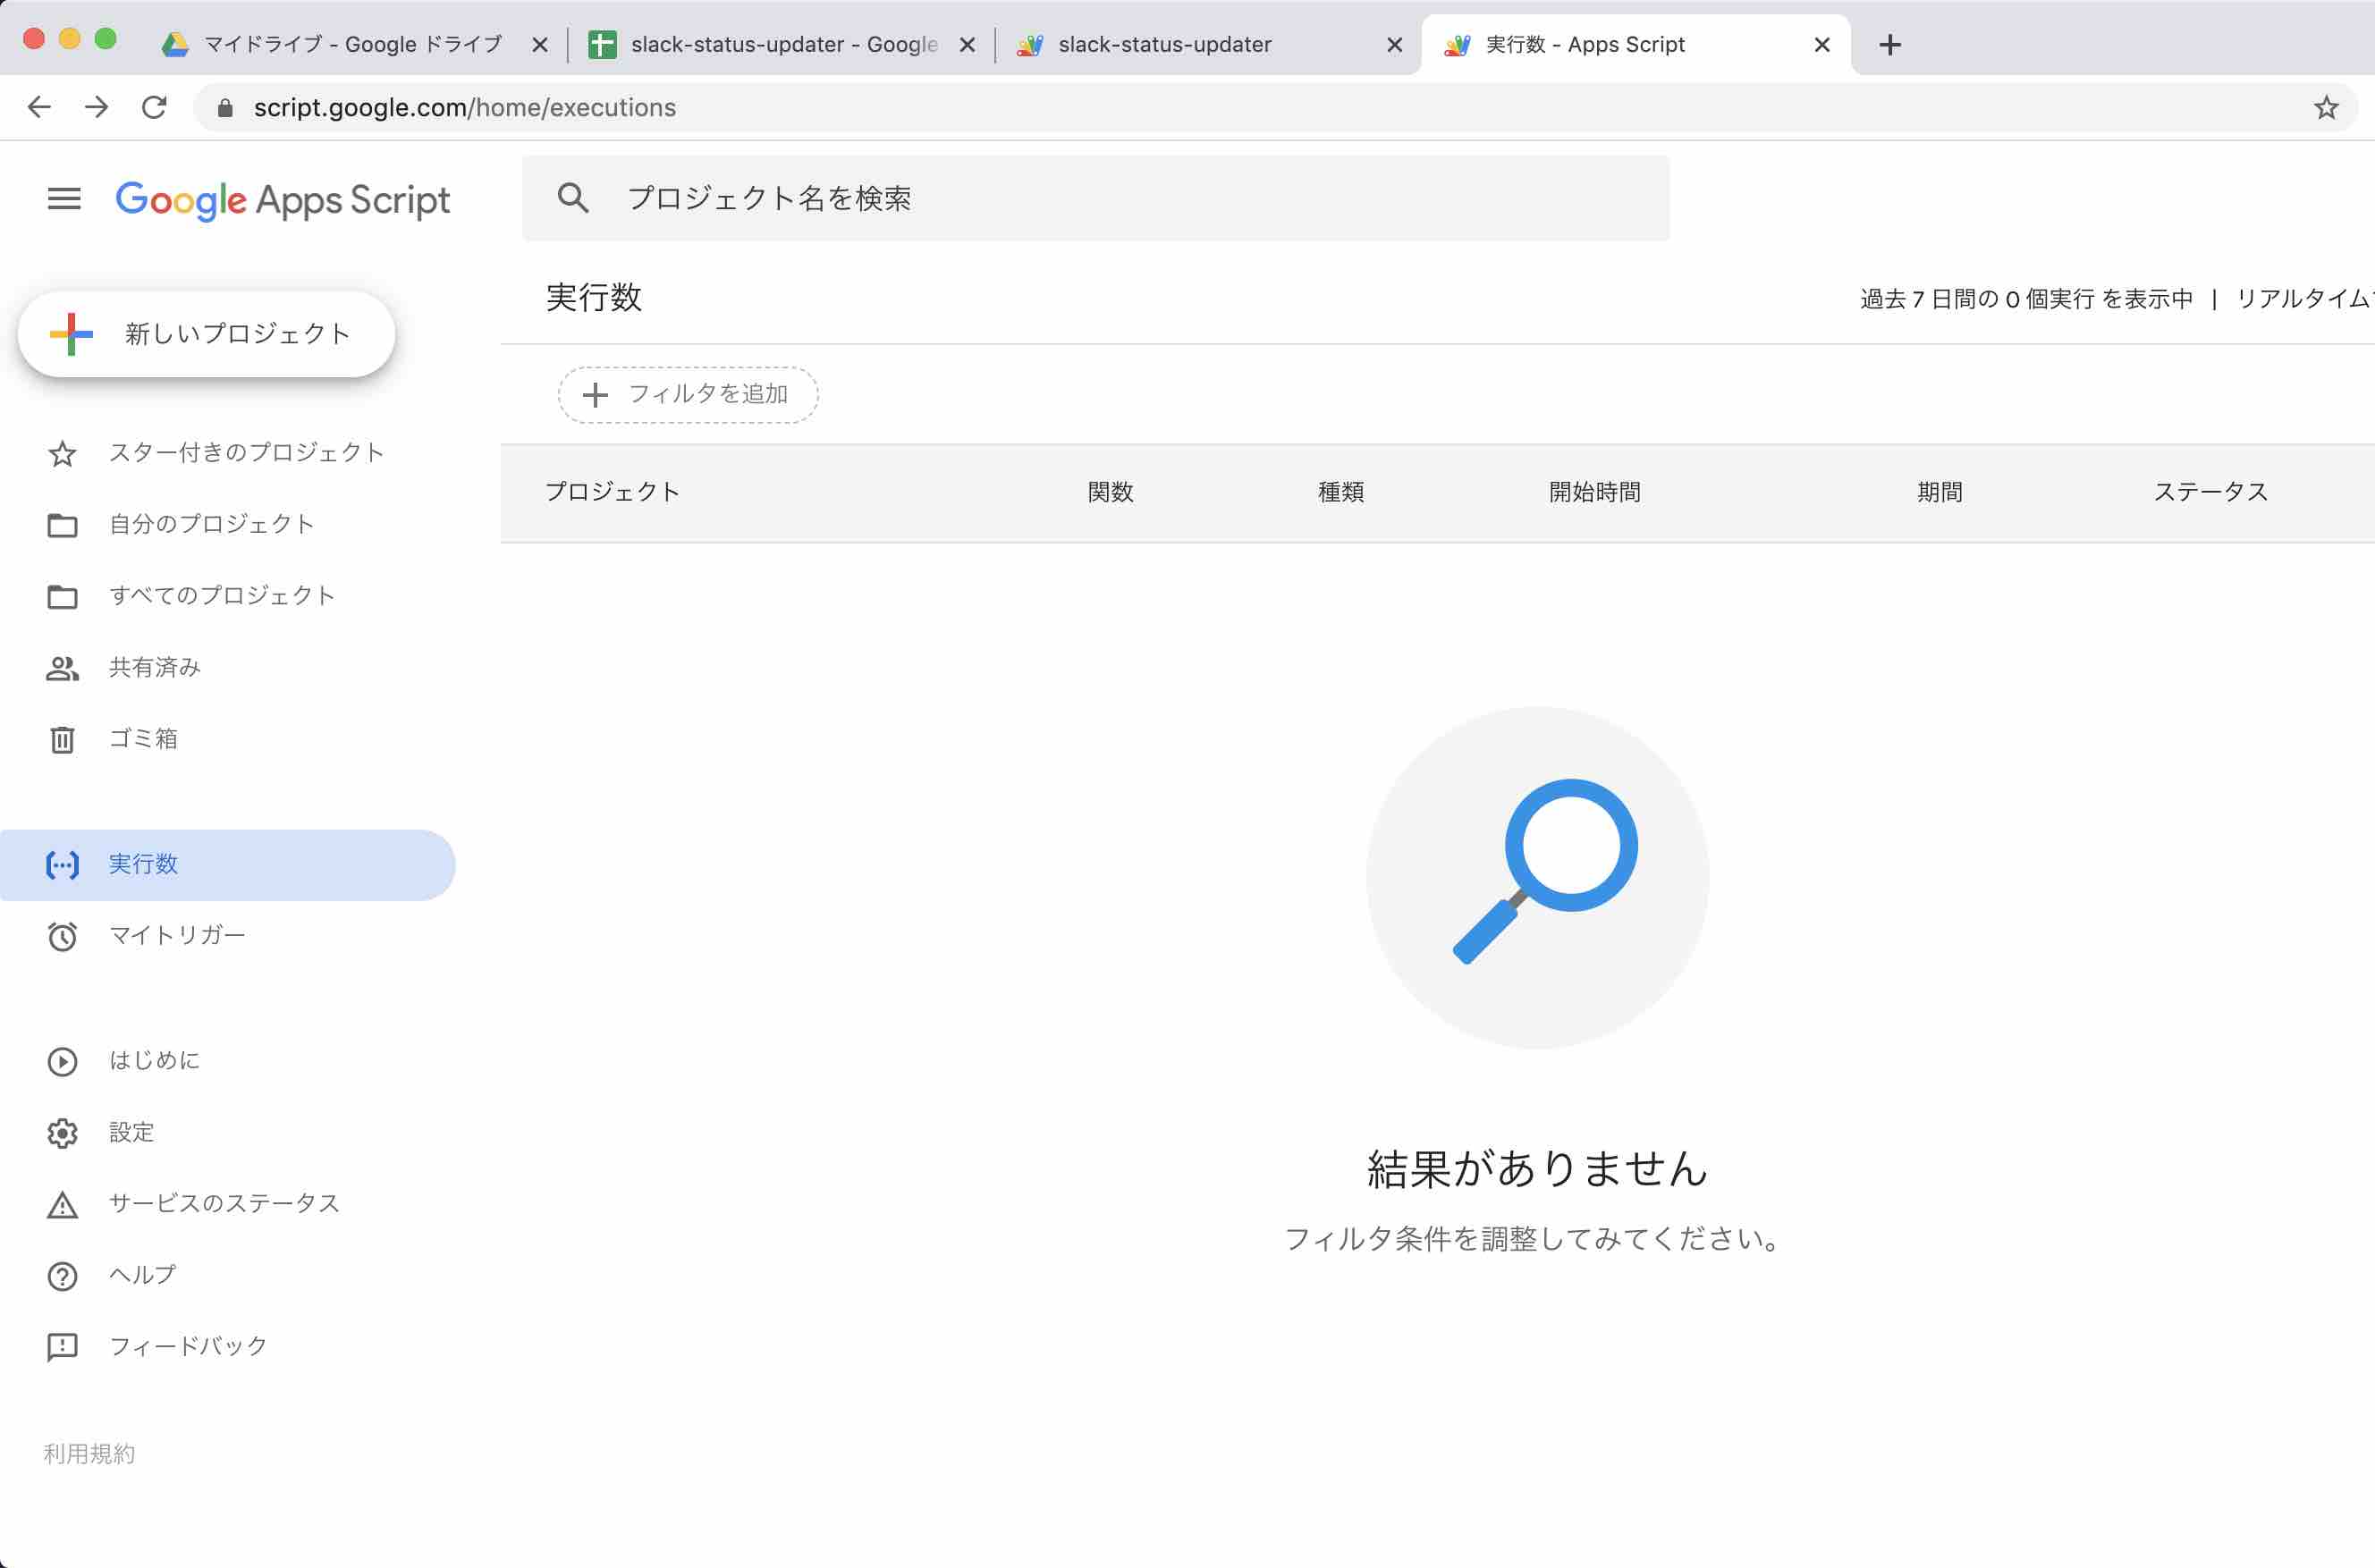 マイドライブ - Google ドライブ
slack-status-updater - Google
slack-status-updater
実行数 - Apps Script
script.google.com/home/executions
Google Apps Script
プロジェクト名を検索
新しいプロジェクト
実行数
過去 7 日間の 0 個実行 を表示中 | リアルタイム
フィルタを追加
スター付きのプロジェクト
自分のプロジェクト
すべてのプロジェクト
共有済み
ゴミ箱
実行数
マイトリガー
はじめに
設定
サービスのステータス
ヘルプ
フィードバック
利用規約
プロジェクト 関数 種類 開始時間 期間 ステータス
結果がありません
フィルタ条件を調整してみてください。